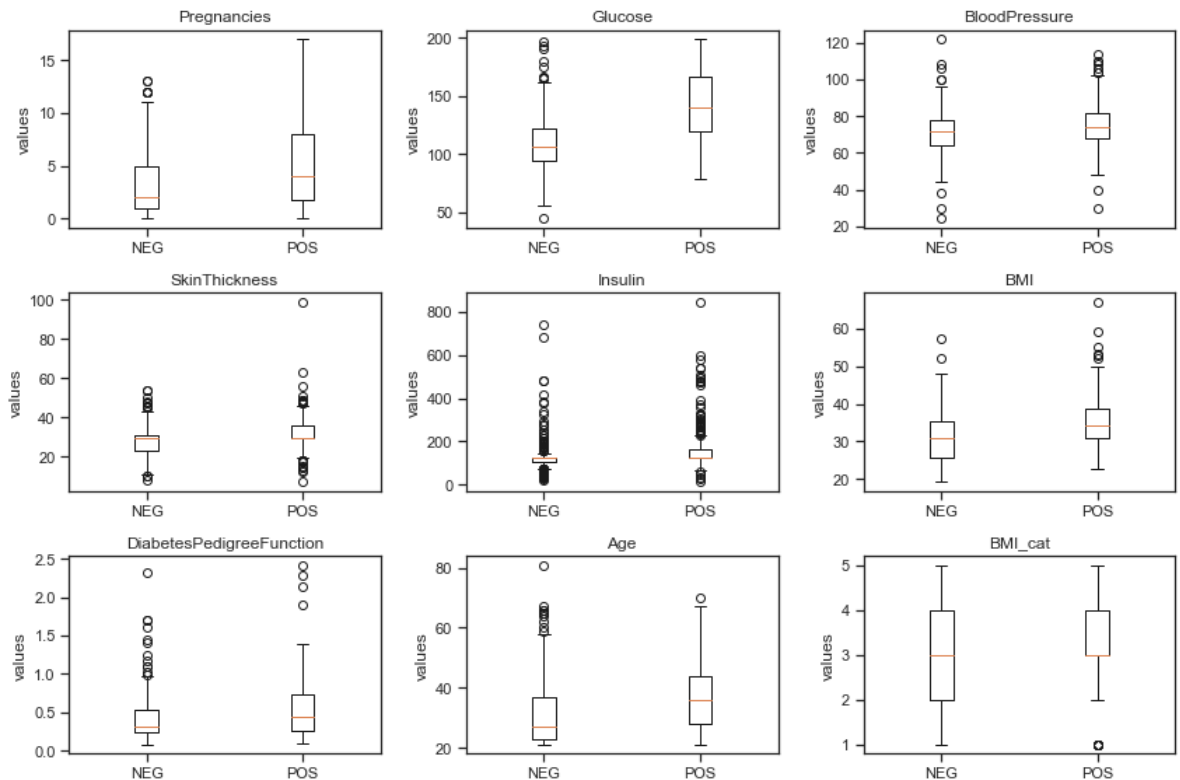 Pregnancies
15
10
5
0
values
NEG
POS
Glucose
200
150
100
50
values
NEG
POS
BloodPressure
120
100
80
60
40
20
values
NEG
POS
SkinThickness
100
80
60
40
20
values
NEG
POS
Insulin
800
600
400
200
0
values
NEG
POS
BMI
60
50
40
30
20
values
NEG
POS
DiabetesPedigreeFunction
2.5
2.0
1.5
1.0
0.5
0.0
values
NEG
POS
Age
80
60
40
20
values
NEG
POS
BMI_cat
5
4
3
2
1
values
NEG
POS